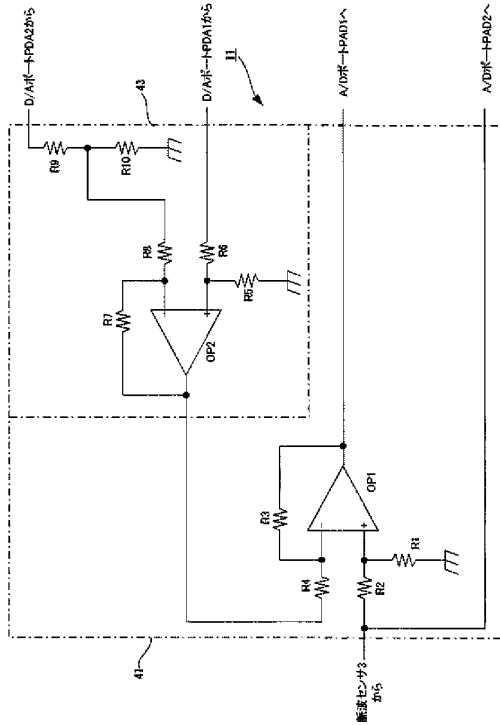 D/AポートPDA2から
D/AポートPDA1から
11
A/DポートPAD1へ
A/DポートPAD2へ
43
R9
R10
R8
R6
R7
R5
+
OP2
R3
OP1
+
R4
R2
R1
41
脈波センサ3
から